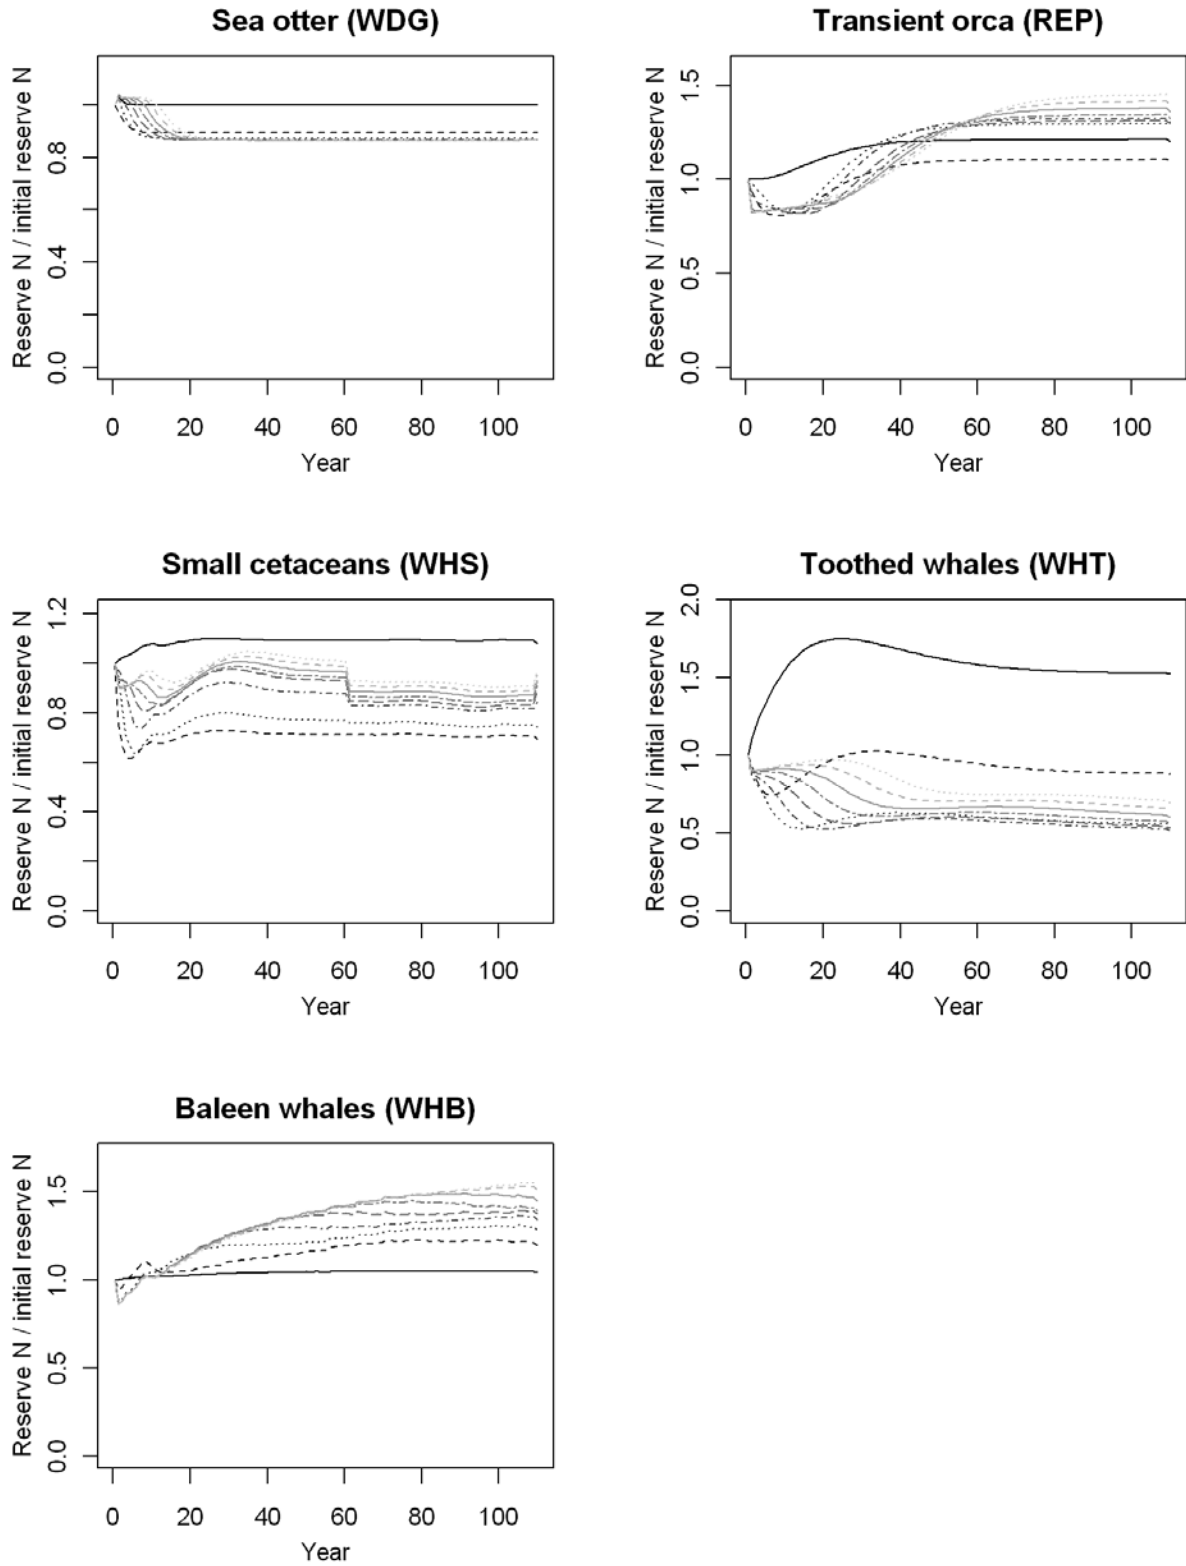 Sea otter (WDG)
Reserve N / initial reserve N
0.0 0.4 0.8
0 20 40 60 80 100
Year
Transient orca (REP)
Reserve N / initial reserve N
0.0 0.5 1.0 1.5
0 20 40 60 80 100
Year
Small cetaceans (WHS)
Reserve N / initial reserve N
0.0 0.4 0.8 1.2
0 20 40 60 80 100
Year
Toothed whales (WHT)
Reserve N / initial reserve N
0.0 0.5 1.0 1.5 2.0
0 20 40 60 80 100
Year
Baleen whales (WHB)
Reserve N / initial reserve N
0.0 0.5 1.0 1.5
0 20 40 60 80 100
Year